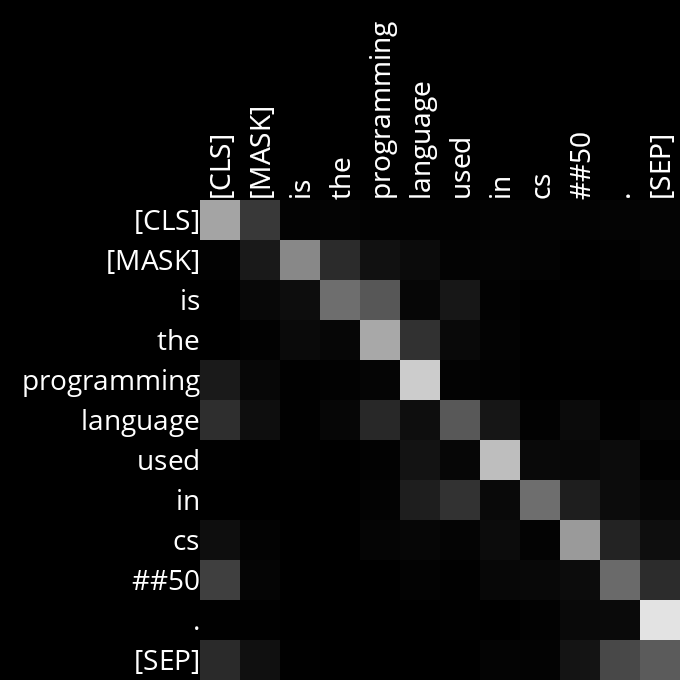 [CLS] [MASK] is the programming language used in cs ##50 . [SEP]
[CLS]
[MASK]
is
the
programming
language
used
in
cs
##50
.
[SEP]